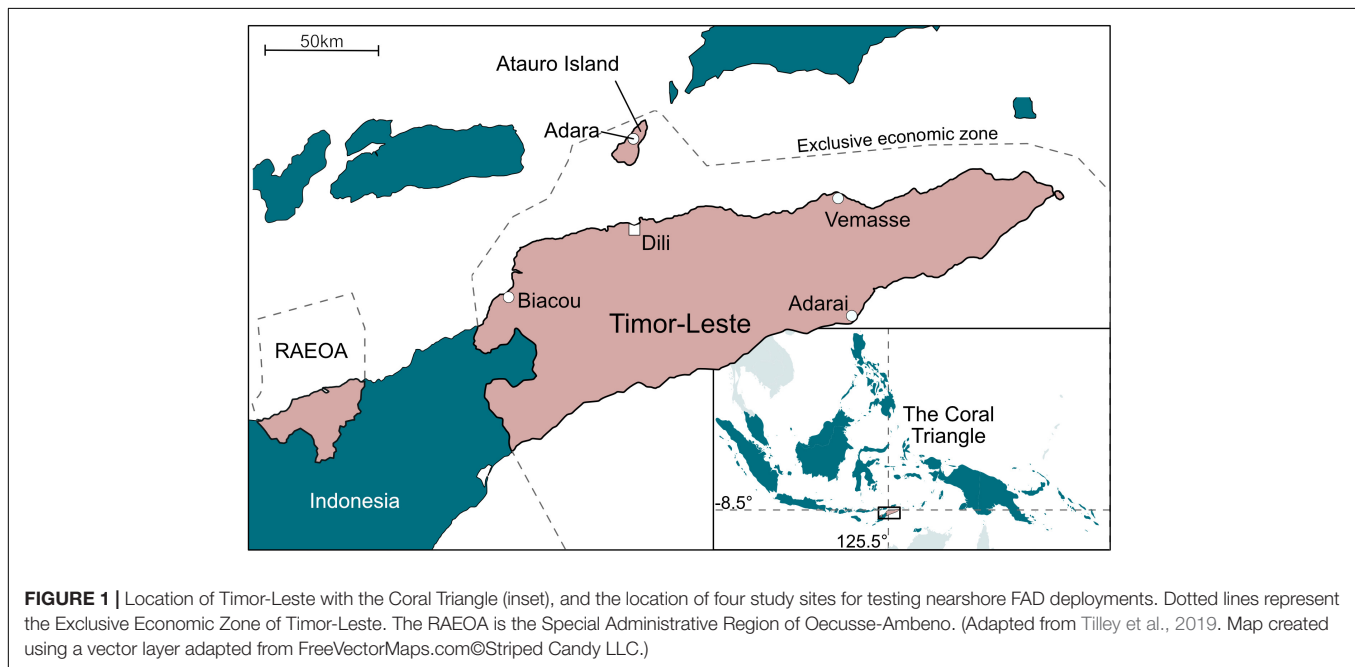 50km
Atauro Island
Adara
Exclusive economic zone
Vemasse
Dili
Biacou
Adarai
Timor-Leste
RAEOA
The Coral
Triangle
Indonesia
-8.5°
125.5°
FIGURE 1 | Location of Timor-Leste with the Coral Triangle (inset), and the location of four study sites for testing nearshore FAD deployments. Dotted lines represent
the Exclusive Economic Zone of Timor-Leste. The RAEOA is the Special Administrative Region of Oecusse-Ambeno. (Adapted from Tilley et al., 2019. Map created
using a vector layer adapted from FreeVectorMaps.com©Striped Candy LLC.)